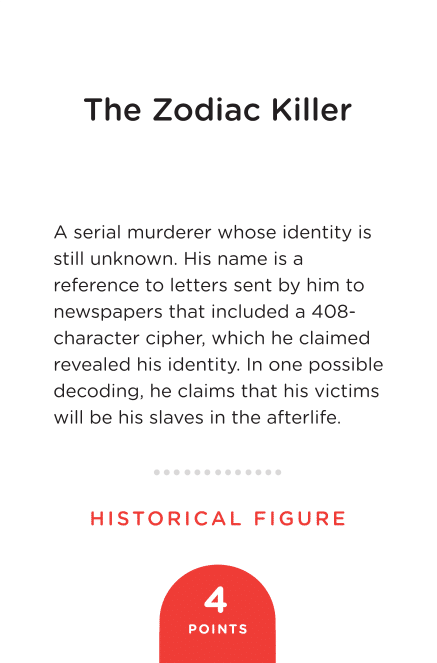 The Zodiac Killer
A serial murderer whose identity is
still unknown. His name is a
reference to letters sent by him to
newspapers that included a 408-
character cipher, which he claimed
revealed his identity. In one possible
decoding, he claims that his victims
will be his slaves in the afterlife.
HISTORICAL FIGURE
4
POINTS